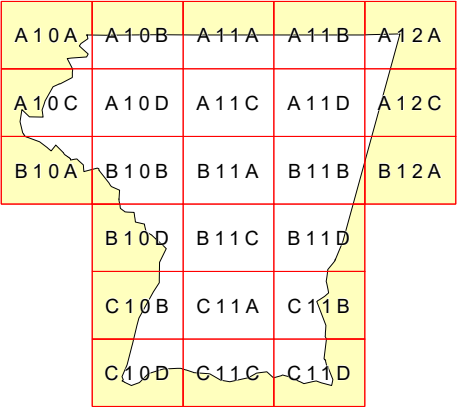 A10A A10B A11A A11B A12A
A10C A10D A11C A11D A12C
B10A B10B B11A B11B B12A
B10D B11C B11D
C10B C11A C11B
C10D C11C C11D